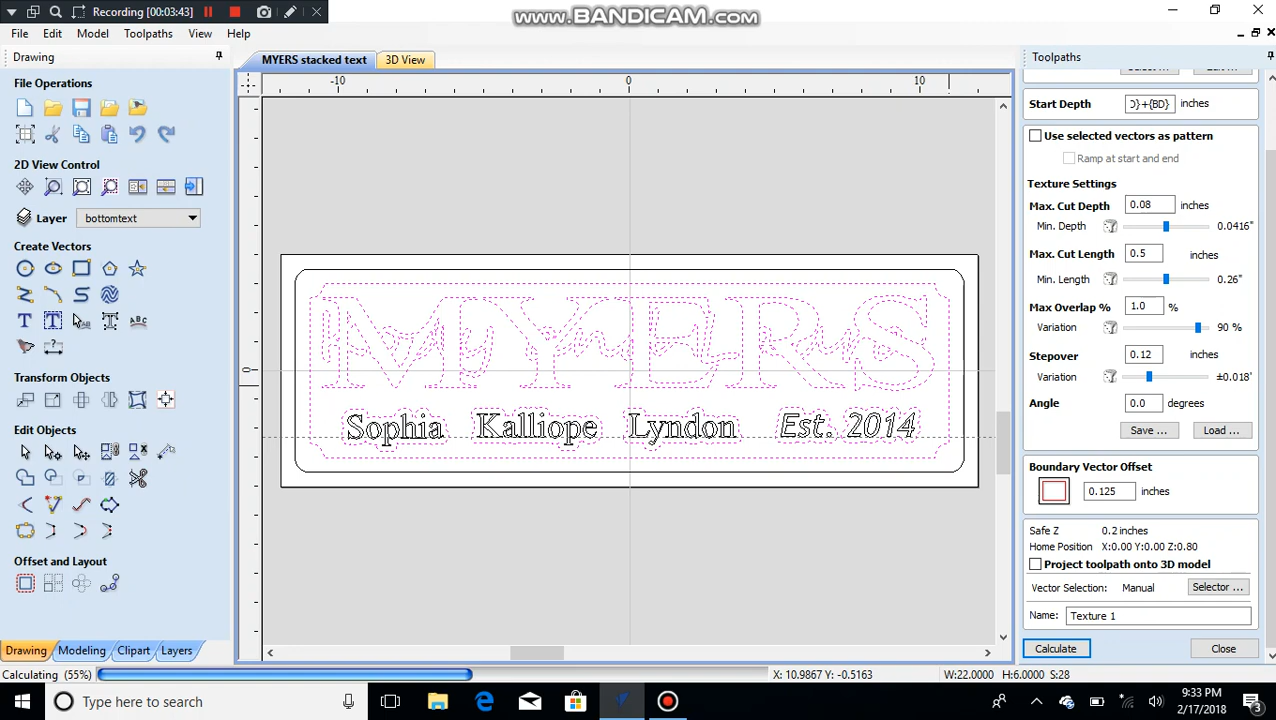 Recording [00:03:43]
www.BANDICAM.com
File Edit Model Toolpaths View Help
Drawing
MYERS stacked text
3D View
Toolpaths
File Operations
2D View Control
Layer bottomtext
Create Vectors
Transform Objects
Edit Objects
Offset and Layout
Drawing Modeling Clipart Layers
-10 0 10
0
MYERS
Sophia Kalliope Lyndon Est. 2014
Start Depth D}+{BD} inches
Use selected vectors as pattern
Ramp at start and end
Texture Settings
Max. Cut Depth 0.08 inches
Min. Depth 0.0416"
Max. Cut Length 0.5 inches
Min. Length 0.26"
Max Overlap % 1.0 %
Variation 90 %
Stepover 0.12 inches
Variation ±0.018'
Angle 0.0 degrees
Save ... Load ...
Boundary Vector Offset
0.125 inches
Safe Z 0.2 inches
Home Position X:0.00 Y:0.00 Z:0.80
Project toolpath onto 3D model
Vector Selection: Manual Selector ...
Name: Texture 1
Calculate Close
Calculating (55%)
X: 10.9867 Y: -0.5163
W:22.0000 H:6.0000 S:28
Type here to search
9:33 PM
2/17/2018
3